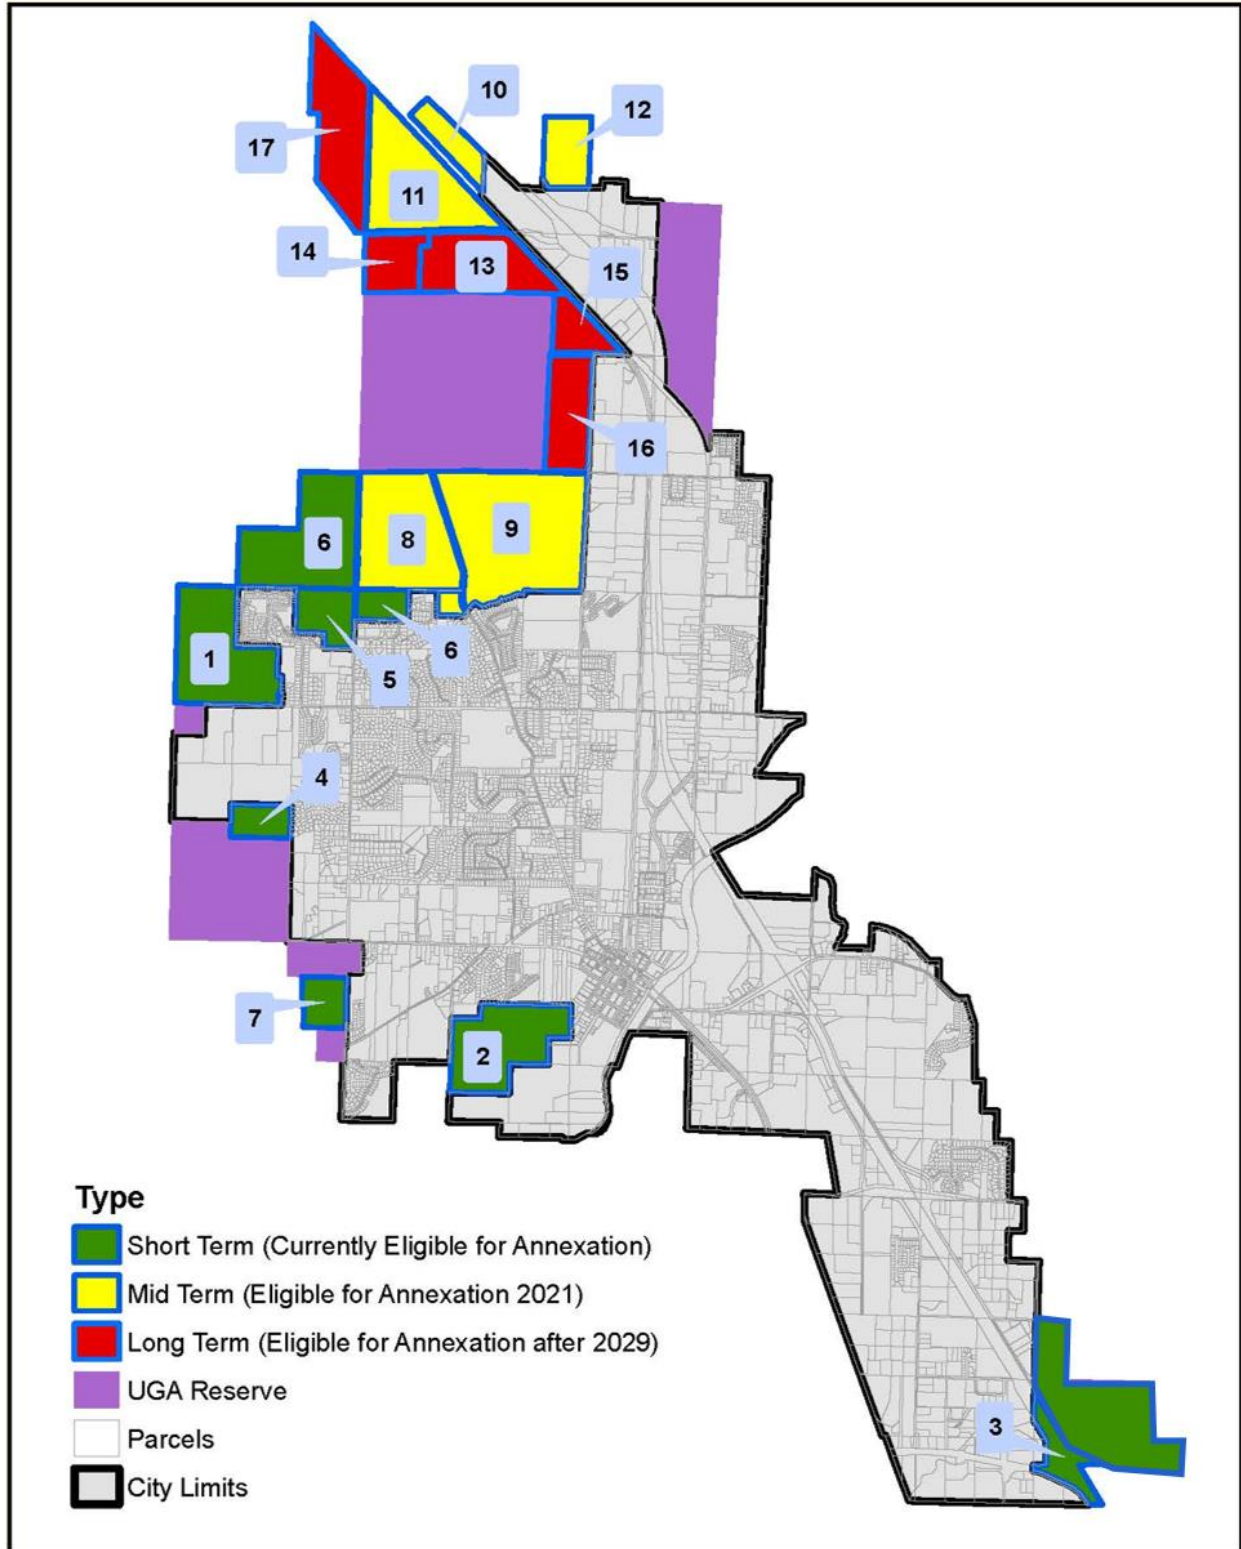 10
12
17
11
14
13
15
16
9
8
6
1
5
6
4
7
2
3
Type
Short Term (Currently Eligible for Annexation)
Mid Term (Eligible for Annexation 2021)
Long Term (Eligible for Annexation after 2029)
UGA Reserve
Parcels
City Limits